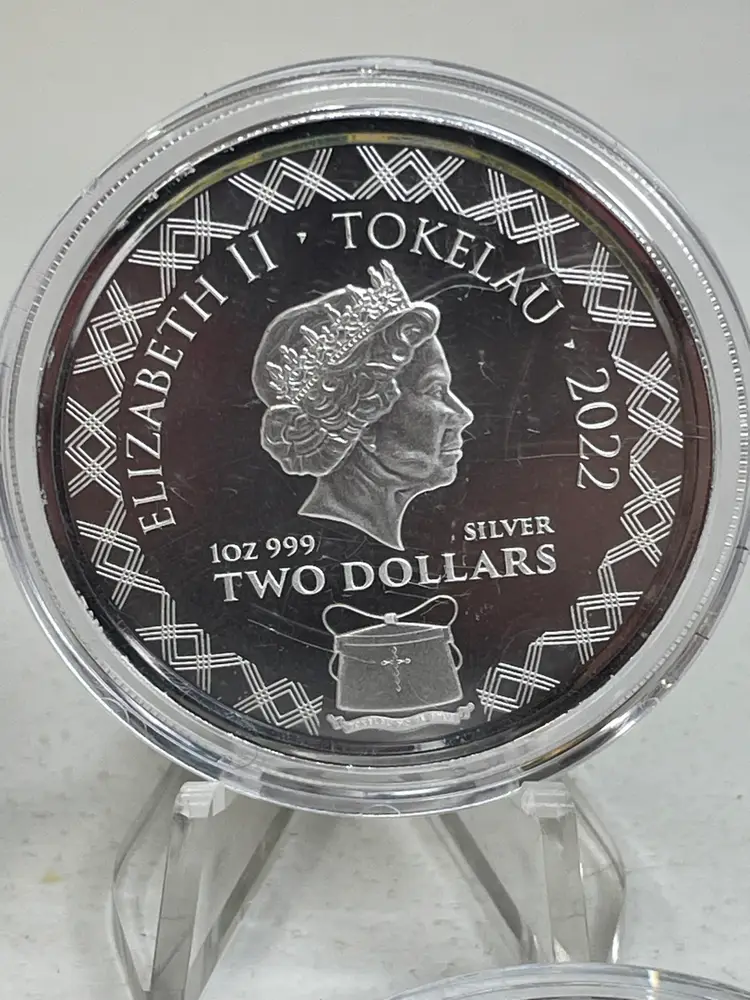 ELIZABETH II · TOKELAU · 2022
1OZ 999 SILVER
TWO DOLLARS